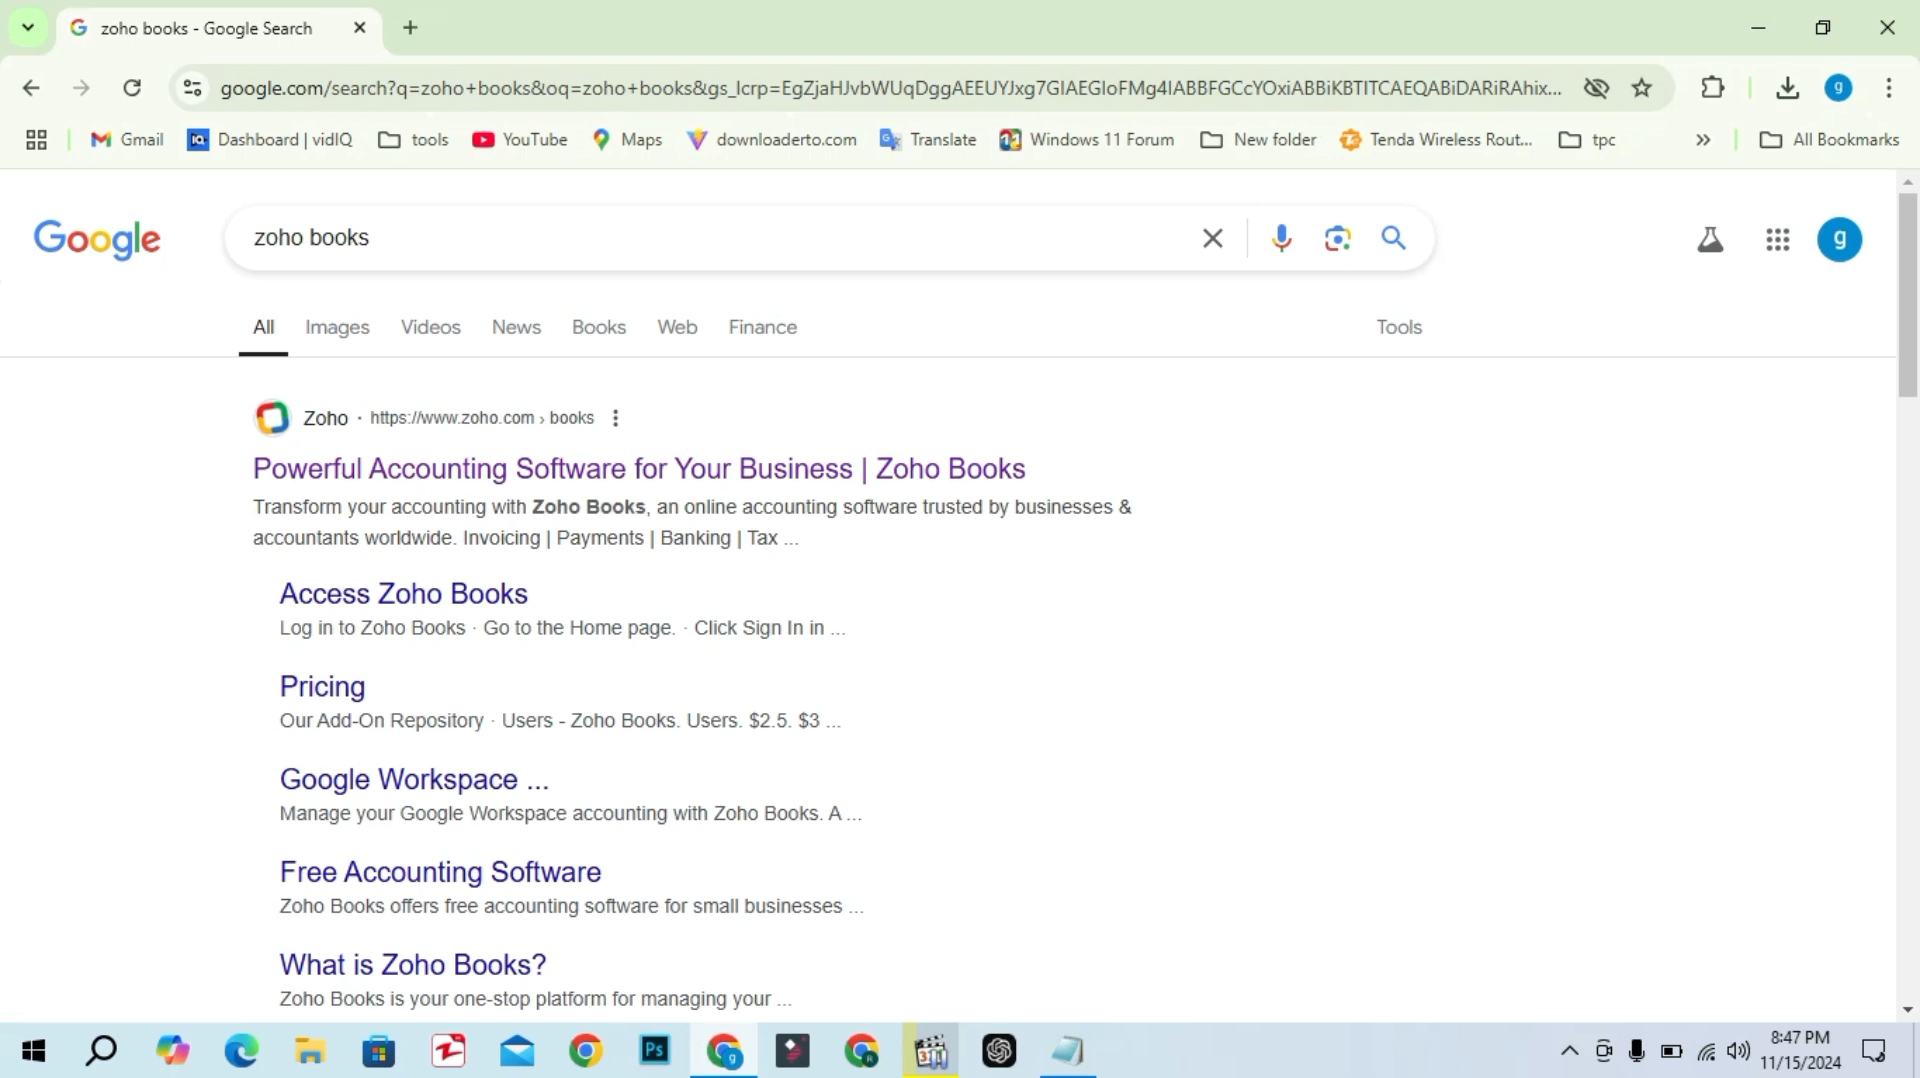 zoho books - Google Search
google.com/search?q=zoho+books&oq=zoho+books&gs_lcrp=EgZjaHJvbWUqDggAEEUYJxg7GIAEGIoFMg4IABBFGCcYOxiABBiKBTITCAEQABiDARiRAhix...
Gmail Dashboard | vidIQ tools YouTube Maps downloaderto.com Translate Windows 11 Forum New folder Tenda Wireless Rout... tpc » All Bookmarks
Google zoho books g
All Images Videos News Books Web Finance Tools
Zoho · https://www.zoho.com › books
Powerful Accounting Software for Your Business | Zoho Books
Transform your accounting with Zoho Books, an online accounting software trusted by businesses &
accountants worldwide. Invoicing | Payments | Banking | Tax ...
Access Zoho Books
Log in to Zoho Books · Go to the Home page. · Click Sign In in ...
Pricing
Our Add-On Repository · Users - Zoho Books. Users. $2.5. $3 ...
Google Workspace ...
Manage your Google Workspace accounting with Zoho Books. A ...
Free Accounting Software
Zoho Books offers free accounting software for small businesses ...
What is Zoho Books?
Zoho Books is your one-stop platform for managing your ...
8:47 PM
11/15/2024